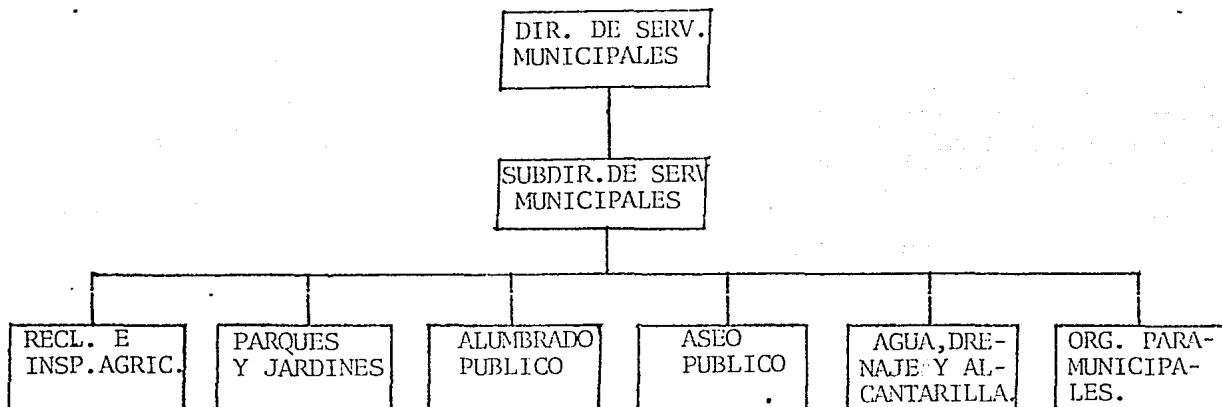 DIR. DE SERV.
MUNICIPALES
SUBDIR.DE SERV
MUNICIPALES
RECL. E
INSP.AGRIC.
PARQUES
Y JARDINES
ALUMBRADO
PUBLICO
ASEO
PUBLICO
AGUA,DRE-
NAJE Y AL-
CANTARILLA.
ORG. PARA-
MUNICIPA-
LES.